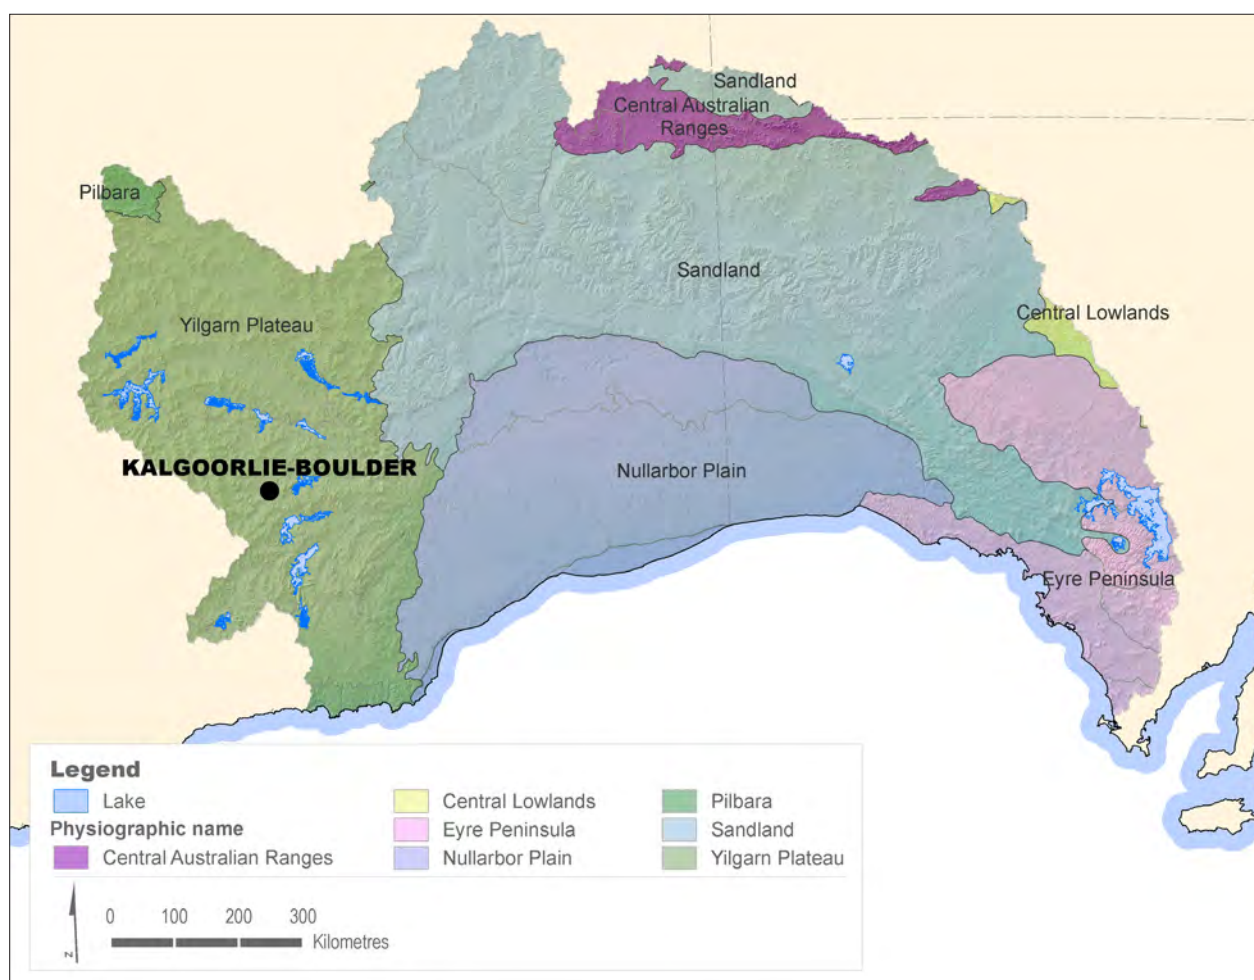 Sandland
Central Australian
Ranges
Pilbara
Sandland
Central Lowlands
Yilgarn Plateau
KALGOORLIE-BOULDER
Nullarbor Plain
Eyre Peninsula
Legend
Lake
Physiographic name
Central Australian Ranges
Central Lowlands
Eyre Peninsula
Nullarbor Plain
Pilbara
Sandland
Yilgarn Plateau
N
0 100 200 300
Kilometres